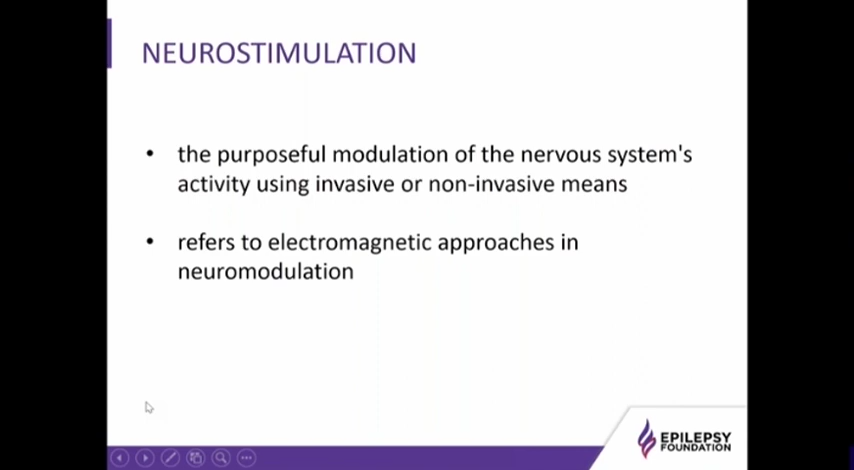 NEUROSTIMULATION
• the purposeful modulation of the nervous system's
activity using invasive or non-invasive means
• refers to electromagnetic approaches in
neuromodulation
EPILEPSY
FOUNDATION